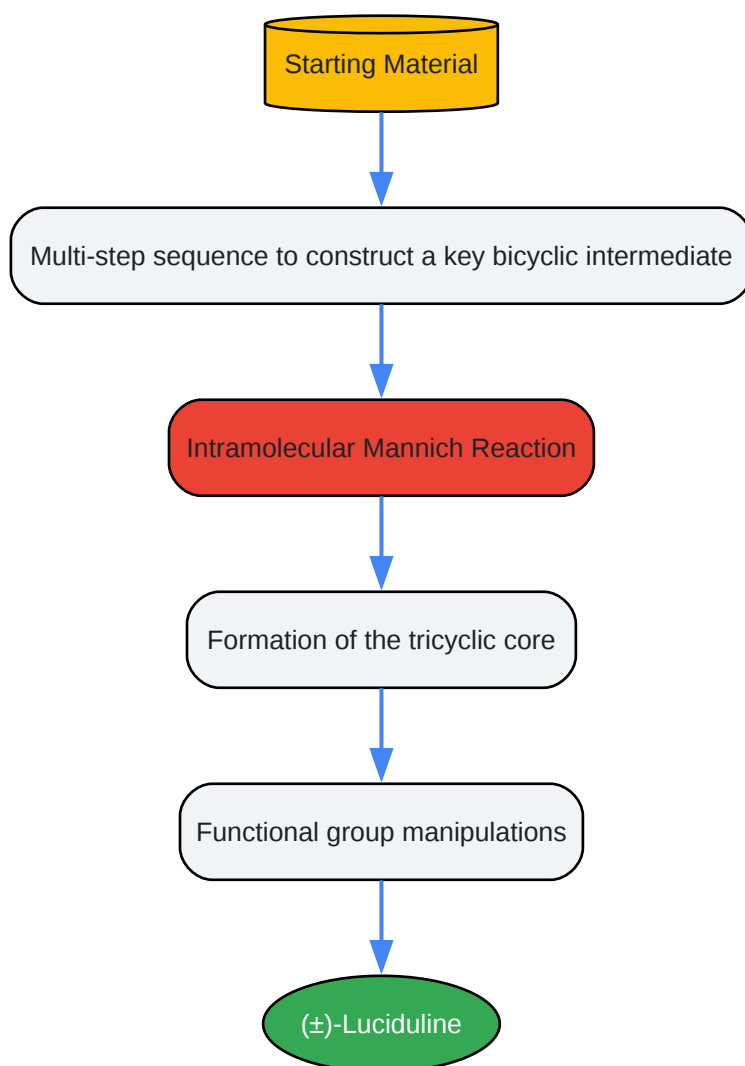 Starting Material
Multi-step sequence to construct a key bicyclic intermediate
Intramolecular Mannich Reaction
Formation of the tricyclic core
Functional group manipulations
(±)-Luciduline